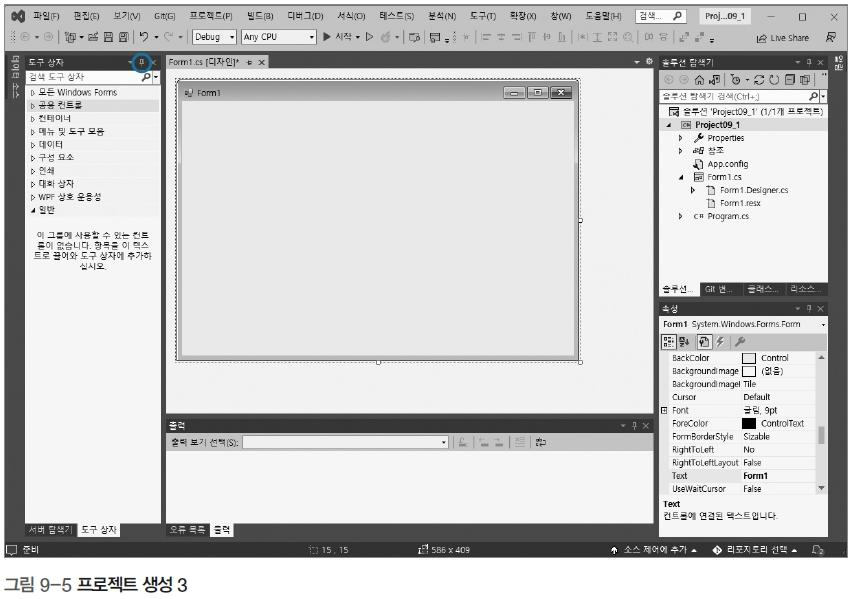 파일(F) 편집(E) 보기(V) Git(G) 프로젝트(P) 빌드(B) 디버그(D) 서식(O) 테스트(S) 분석(N) 도구(T) 확장(X) 창(W) 도움말(H) 검색... Proj...09_1
Debug Any CPU 시작 Live Share
데이터 소스
도구 상자
검색 도구 상자
모든 Windows Forms
공용 컨트롤
컨테이너
메뉴 및 도구 모음
데이터
구성 요소
인쇄
대화 상자
WPF 상호 운용성
일반
이 그룹에 사용할 수 있는 컨트
롤이 없습니다. 항목을 이 텍스
트로 끌어와 도구 상자에 추가하
십시오.
서버 탐색기 도구 상자
Form1.cs [디자인]*
Form1
출력
출력 보기 선택(S):
오류 목록 출력
솔루션 탐색기
솔루션 탐색기 검색(Ctrl+;)
솔루션 'Project09_1' (1/1개 프로젝트)
Project09_1
Properties
참조
App.config
Form1.cs
Form1.Designer.cs
Form1.resx
Program.cs
솔루션... Git 변... 클래스... 리소스...
속성
Form1 System.Windows.Forms.Form
BackColor Control
BackgroundImage (없음)
BackgroundImageL Tile
Cursor Default
Font 굴림, 9pt
ForeColor ControlText
FormBorderStyle Sizable
RightToLeft No
RightToLeftLayout False
Text Form1
UseWaitCursor False
Text
컨트롤에 연결된 텍스트입니다.
준비 15 , 15 586 x 409 소스 제어에 추가 리포지토리 선택 2
그림 9-5 프로젝트 생성 3